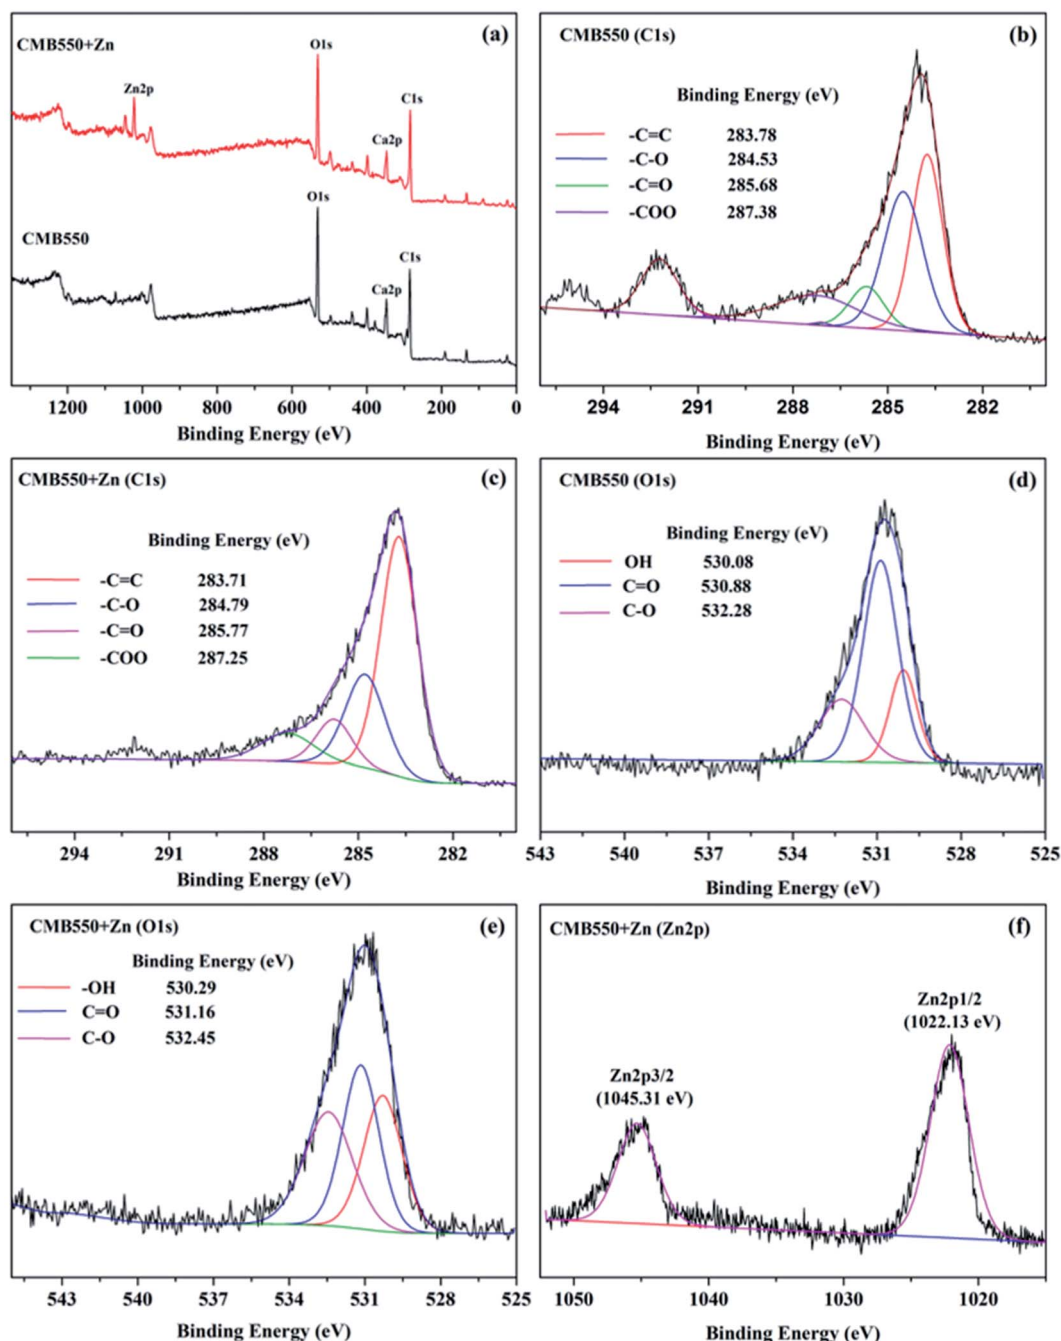 (a)
CMB550+Zn
O1s
Zn2p
C1s
Ca2p
O1s
CMB550
C1s
Ca2p
1200 1000 800 600 400 200 0
Binding Energy (eV)
(b)
CMB550 (C1s)
Binding Energy (eV)
-C=C 283.78
-C-O 284.53
-C=O 285.68
-COO 287.38
294 291 288 285 282
Binding Energy (eV)
(c)
CMB550+Zn (C1s)
Binding Energy (eV)
-C=C 283.71
-C-O 284.79
-C=O 285.77
-COO 287.25
294 291 288 285 282
Binding Energy (eV)
(d)
CMB550 (O1s)
Binding Energy (eV)
OH 530.08
C=O 530.88
C-O 532.28
543 540 537 534 531 528 525
Binding Energy (eV)
(e)
CMB550+Zn (O1s)
Binding Energy (eV)
-OH 530.29
C=O 531.16
C-O 532.45
543 540 537 534 531 528 525
Binding Energy (eV)
(f)
CMB550+Zn (Zn2p)
Zn2p1/2
(1022.13 eV)
Zn2p3/2
(1045.31 eV)
1050 1040 1030 1020
Binding Energy (eV)